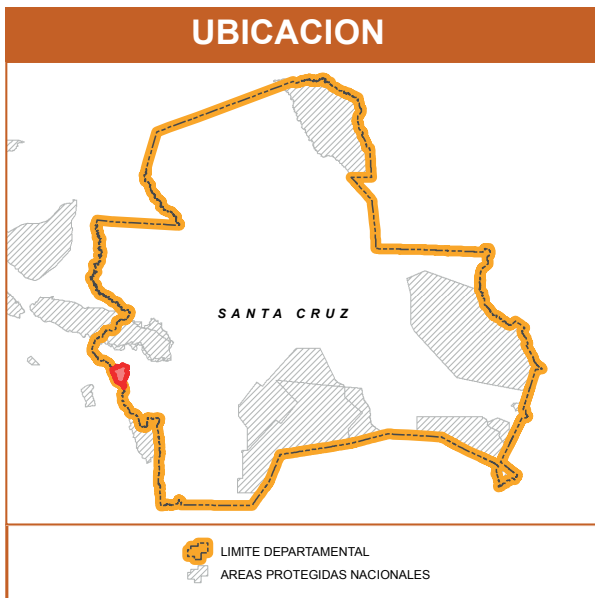 UBICACION
SANTA CRUZ
LIMITE DEPARTAMENTAL
AREAS PROTEGIDAS NACIONALES